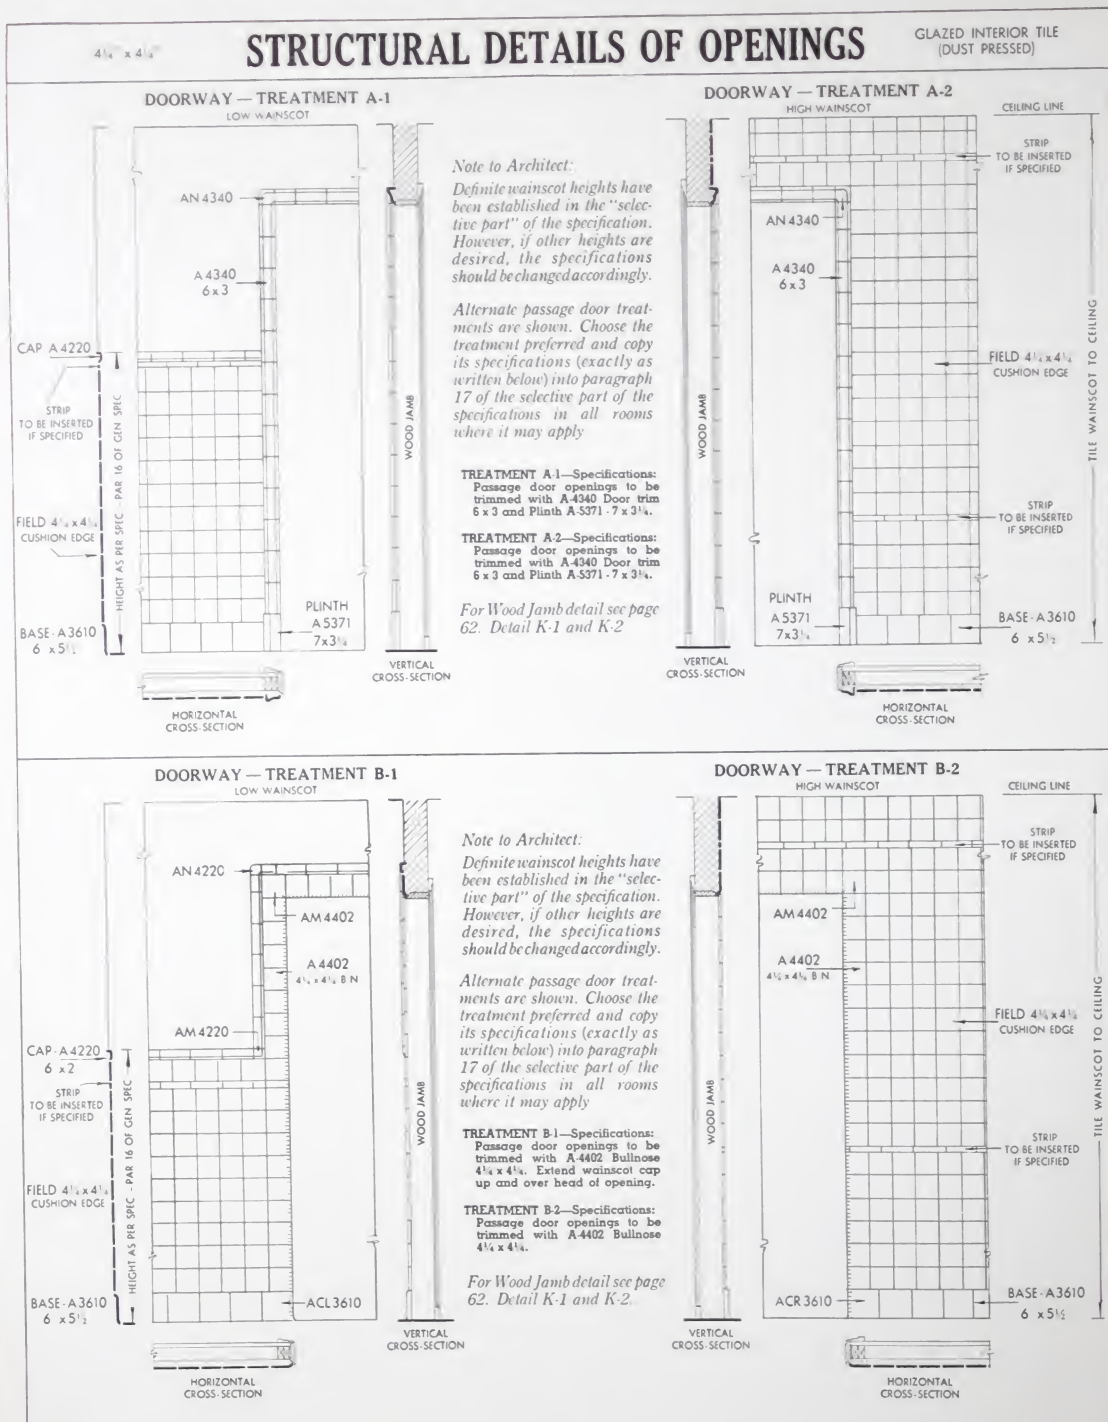 4¼ x 4¼
STRUCTURAL DETAILS OF OPENINGS
GLAZED INTERIOR TILE
(DUST PRESSED)
DOORWAY — TREATMENT A-1
LOW WAINSCOT
AN 4340
A 4340
6 x 3
CAP A 4220
STRIP
TO BE INSERTED
IF SPECIFIED
FIELD 4¼ x 4¼
CUSHION EDGE
HEIGHT AS PER SPEC - PAR 16 OF GEN SPEC
BASE - A3610
6 x 5½
PLINTH
A 5371
7x3¼
WOOD JAMB
VERTICAL
CROSS-SECTION
HORIZONTAL
CROSS-SECTION
Note to Architect:
Definite wainscot heights have
been established in the "selec-
tive part" of the specification.
However, if other heights are
desired, the specifications
should be changed accordingly.
Alternate passage door treat-
ments are shown. Choose the
treatment preferred and copy
its specifications (exactly as
written below) into paragraph
17 of the selective part of the
specifications in all rooms
where it may apply
TREATMENT A-1—Specifications:
Passage door openings to be
trimmed with A-4340 Door trim
6 x 3 and Plinth A-5371 - 7 x 3¼.
TREATMENT A-2—Specifications:
Passage door openings to be
trimmed with A-4340 Door trim
6 x 3 and Plinth A-5371 - 7 x 3¼.
For Wood Jamb detail see page
62. Detail K-1 and K-2
DOORWAY — TREATMENT A-2
HIGH WAINSCOT
CEILING LINE
STRIP
TO BE INSERTED
IF SPECIFIED
AN 4340
A 4340
6 x 3
FIELD 4¼ x 4¼
CUSHION EDGE
TILE WAINSCOT TO CEILING
WOOD JAMB
STRIP
TO BE INSERTED
IF SPECIFIED
PLINTH
A 5371
7x3¼
BASE - A3610
6 x 5½
VERTICAL
CROSS-SECTION
HORIZONTAL
CROSS-SECTION
DOORWAY — TREATMENT B-1
LOW WAINSCOT
AN 4220
AM 4402
A 4402
4¼ x 4¼ B N
AM 4220
CAP - A 4220
6 x 2
STRIP
TO BE INSERTED
IF SPECIFIED
FIELD 4¼ x 4¼
CUSHION EDGE
HEIGHT AS PER SPEC - PAR 16 OF GEN SPEC
BASE - A3610
6 x 5½
ACL3610
WOOD JAMB
VERTICAL
CROSS-SECTION
HORIZONTAL
CROSS-SECTION
Note to Architect:
Definite wainscot heights have
been established in the "selec-
tive part" of the specification.
However, if other heights are
desired, the specifications
should be changed accordingly.
Alternate passage door treat-
ments are shown. Choose the
treatment preferred and copy
its specifications (exactly as
written below) into paragraph
17 of the selective part of the
specifications in all rooms
where it may apply
TREATMENT B-1—Specifications:
Passage door openings to be
trimmed with A-4402 Bullnose
4¼ x 4¼. Extend wainscot cap
up and over head of opening.
TREATMENT B-2—Specifications:
Passage door openings to be
trimmed with A-4402 Bullnose
4¼ x 4¼.
For Wood Jamb detail see page
62. Detail K-1 and K-2.
DOORWAY — TREATMENT B-2
HIGH WAINSCOT
CEILING LINE
STRIP
TO BE INSERTED
IF SPECIFIED
AM 4402
A 4402
4¼ x 4¼ B N
FIELD 4¼ x 4¼
CUSHION EDGE
TILE WAINSCOT TO CEILING
WOOD JAMB
STRIP
TO BE INSERTED
IF SPECIFIED
ACR 3610
BASE - A3610
6 x 5½
VERTICAL
CROSS-SECTION
HORIZONTAL
CROSS-SECTION